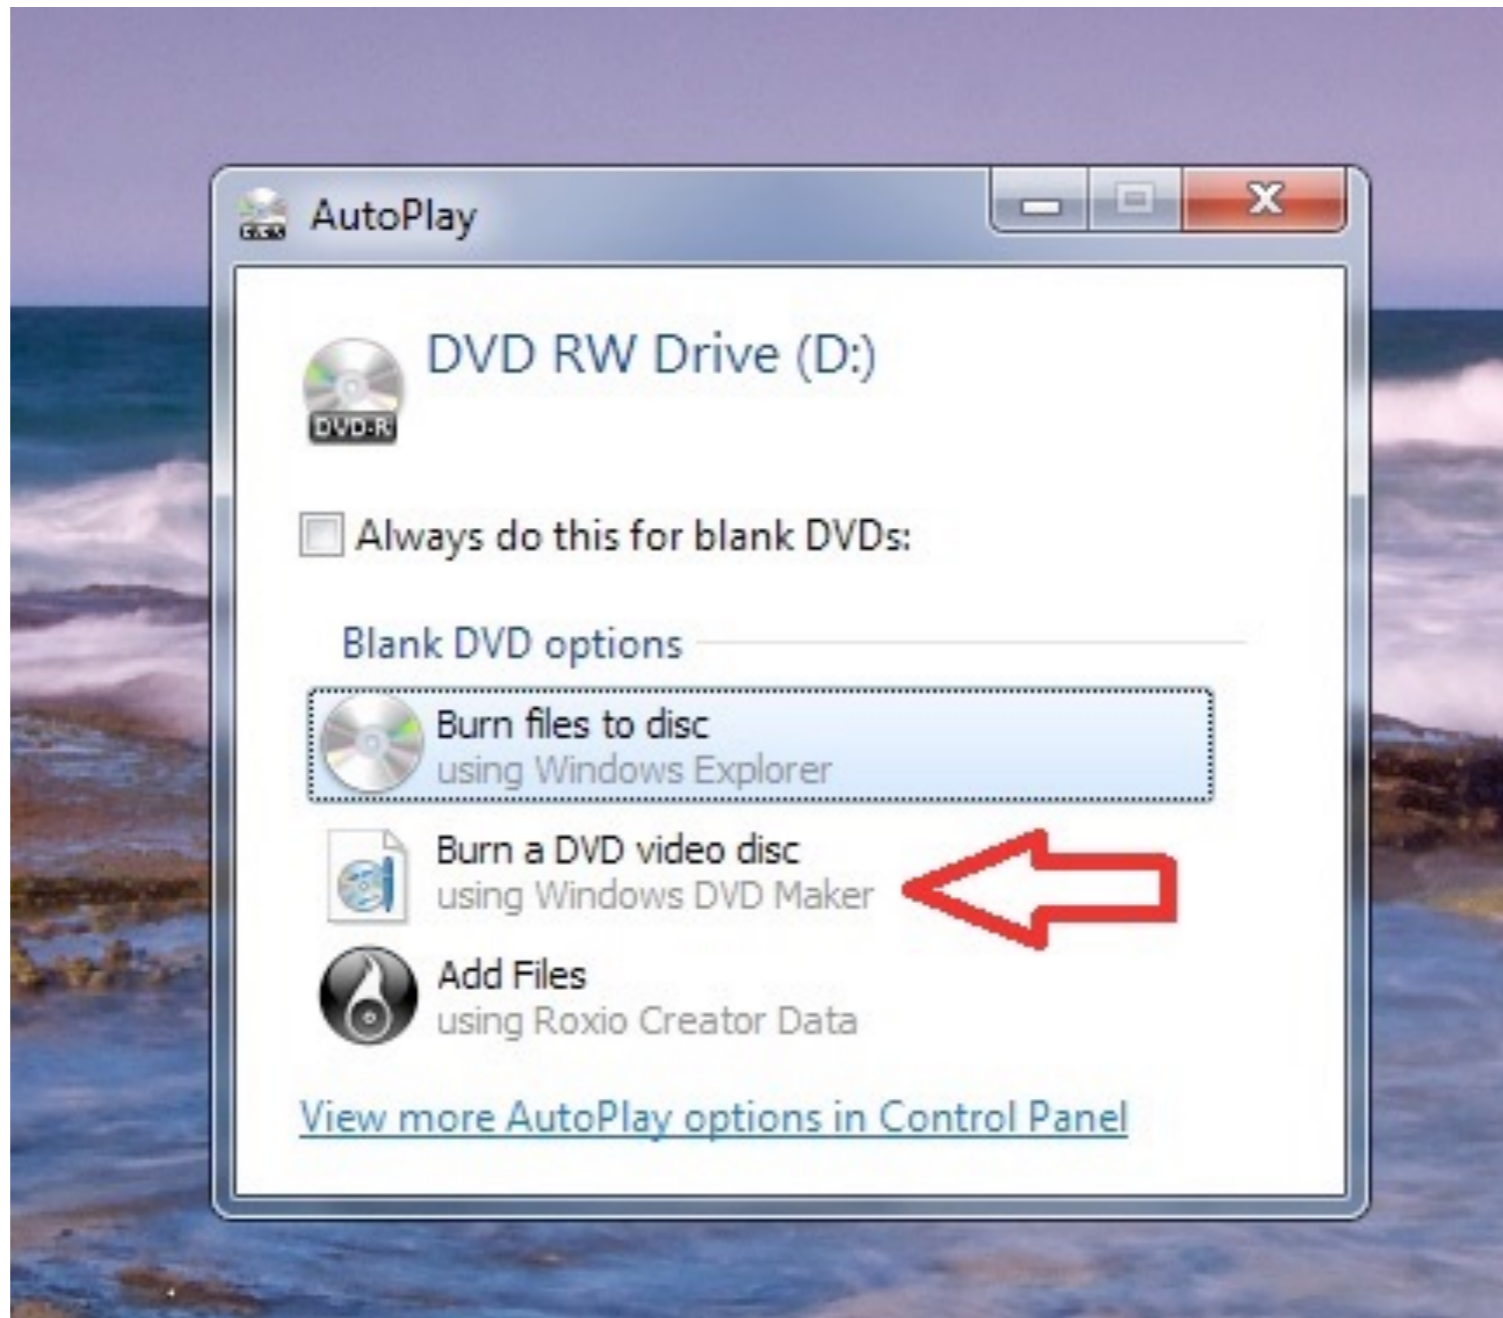 AutoPlay
DVD RW Drive (D:)
DVD-R
Always do this for blank DVDs:
Blank DVD options
Burn files to disc
using Windows Explorer
Burn a DVD video disc
using Windows DVD Maker
Add Files
using Roxio Creator Data
View more AutoPlay options in Control Panel